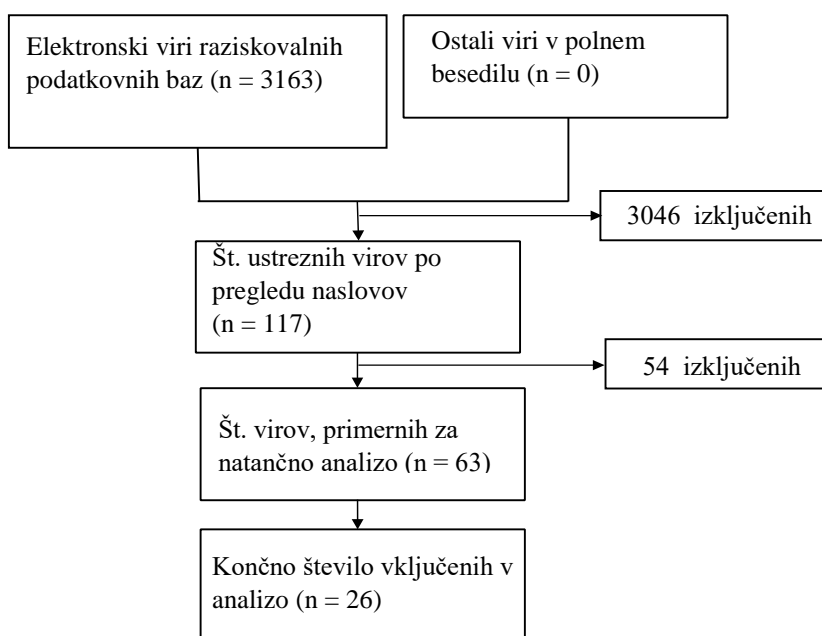 Elektronski viri raziskovalnih
podatkovnih baz (n = 3163)
Ostali viri v polnem
besedilu (n = 0)
3046 izključenih
Št. ustreznih virov po
pregledu naslovov
(n = 117)
54 izključenih
Št. virov, primernih za
natančno analizo (n = 63)
Končno število vključenih v
analizo (n = 26)